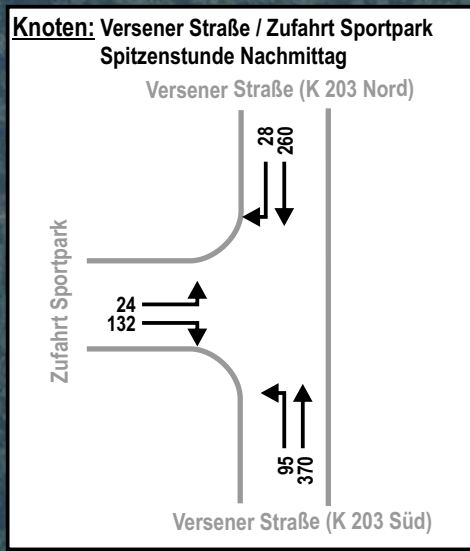 Knoten: Versener Straße / Zufahrt Sportpark
Spitzenstunde Nachmittag
Versener Straße (K 203 Nord)
28
260
Zufahrt Sportpark
24
132
95
370
Versener Straße (K 203 Süd)